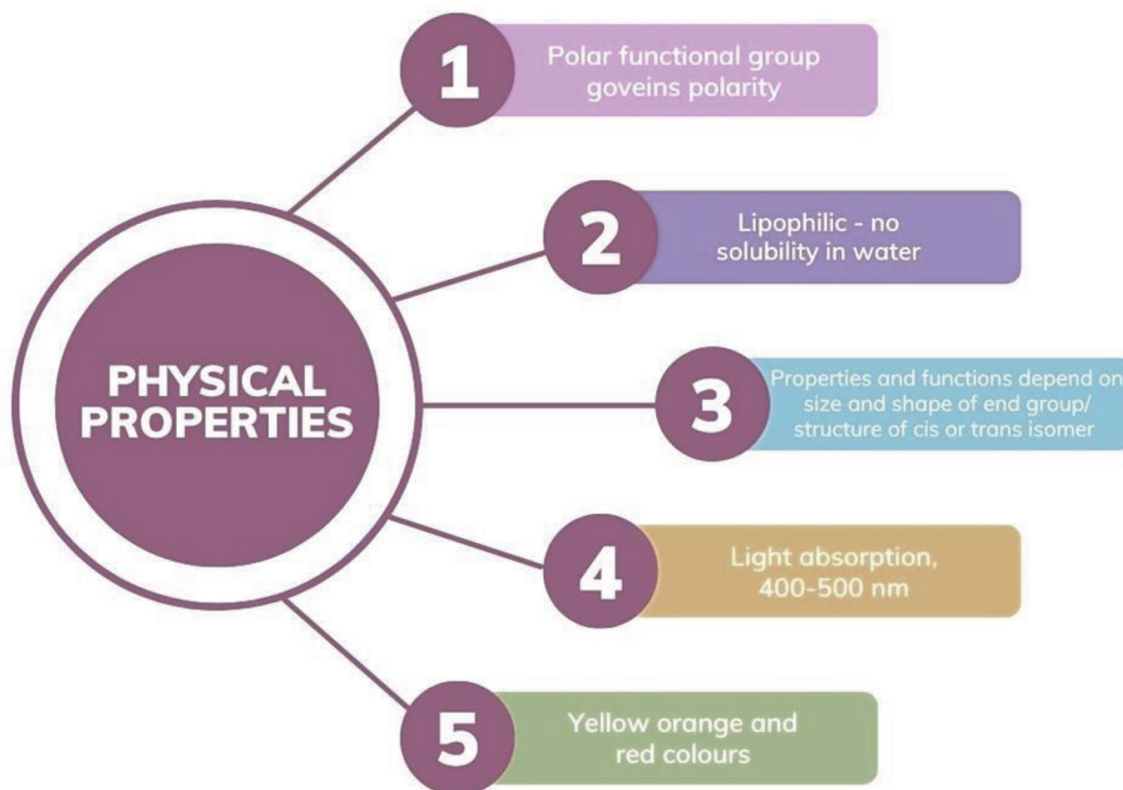 PHYSICAL
PROPERTIES
1
Polar functional group
goveins polarity
2
Lipophilic - no
solubility in water
3
Properties and functions depend on
size and shape of end group/
structure of cis or trans isomer
4
Light absorption,
400-500 nm
5
Yellow orange and
red colours